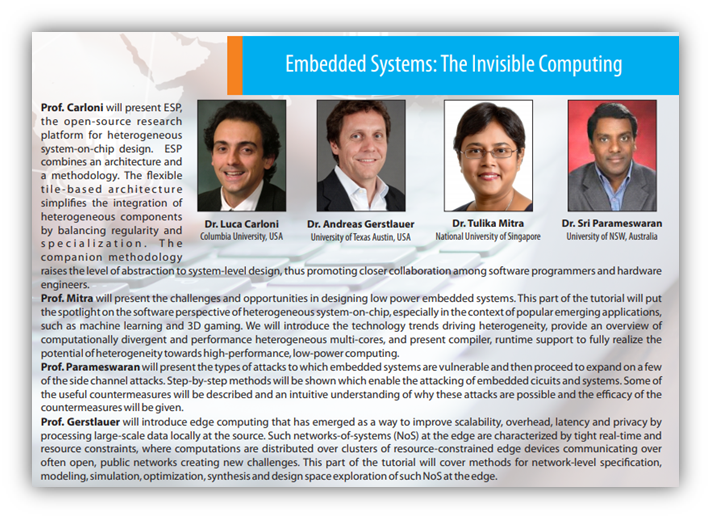 Embedded Systems: The Invisible Computing
Prof. Carloni will present ESP,
the open-source research
platform for heterogeneous
system-on-chip design. ESP
combines an architecture and
a methodology. The flexible
tile-based architecture
simplifies the integration of
heterogeneous components
by balancing regularity and
specialization. The
companion methodology
Dr. Luca Carloni
Columbia University, USA
Dr. Andreas Gerstlauer
University of Texas Austin, USA
Dr. Tulika Mitra
National University of Singapore
Dr. Sri Parameswaran
University of NSW, Australia
raises the level of abstraction to system-level design, thus promoting closer collaboration among software programmers and hardware
engineers.
Prof. Mitra will present the challenges and opportunities in designing low power embedded systems. This part of the tutorial will put
the spotlight on the software perspective of heterogeneous system-on-chip, especially in the context of popular emerging applications,
such as machine learning and 3D gaming. We will introduce the technology trends driving heterogeneity, provide an overview of
computationally divergent and performance heterogeneous multi-cores, and present compiler, runtime support to fully realize the
potential of heterogeneity towards high-performance, low-power computing.
Prof. Parameswaran will present the types of attacks to which embedded systems are vulnerable and then proceed to expand on a few
of the side channel attacks. Step-by-step methods will be shown which enable the attacking of embedded cicuits and systems. Some of
the useful countermeasures will be described and an intuitive understanding of why these attacks are possible and the efficacy of the
countermeasures will be given.
Prof. Gerstlauer will introduce edge computing that has emerged as a way to improve scalability, overhead, latency and privacy by
processing large-scale data locally at the source. Such networks-of-systems (NoS) at the edge are characterized by tight real-time and
resource constraints, where computations are distributed over clusters of resource-constrained edge devices communicating over
often open, public networks creating new challenges. This part of the tutorial will cover methods for network-level specification,
modeling, simulation, optimization, synthesis and design space exploration of such NoS at the edge.